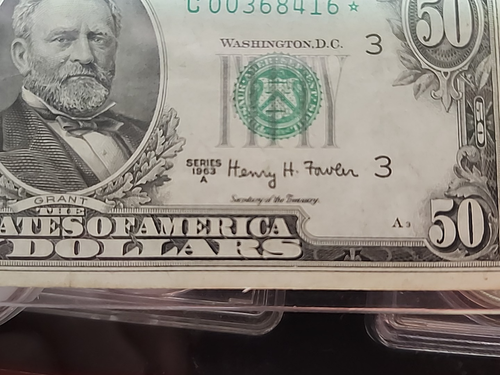 C 00368416 ★
50
WASHINGTON, D.C.
3
SERIES
1963
A
Henry H. Fowler
3
Secretary of the Treasury.
GRANT
THE
ATES OF AMERICA
A 3
50
DOLLARS